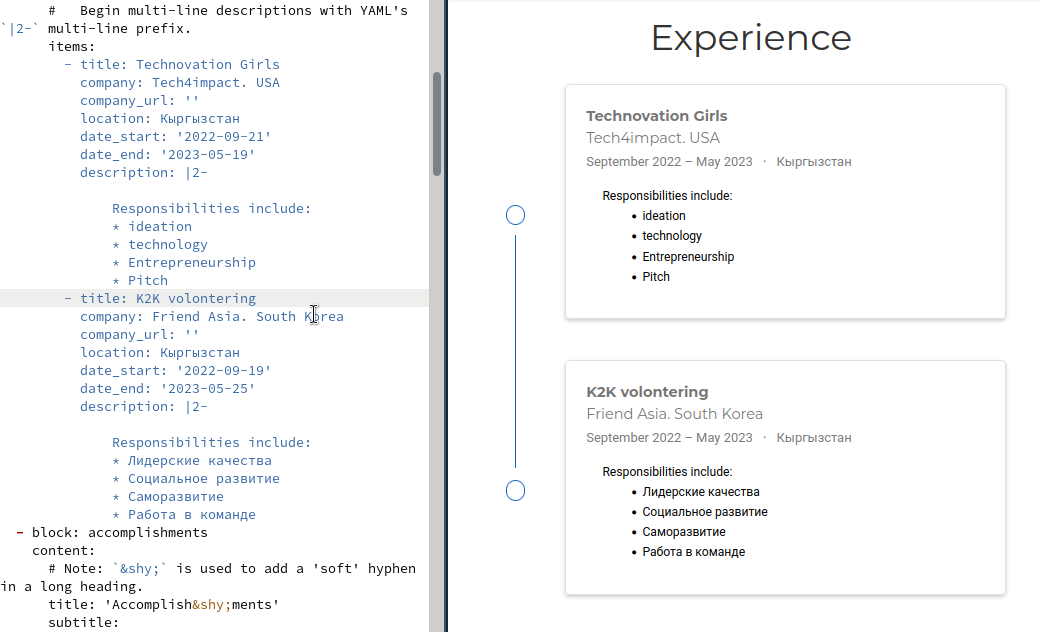 #   Begin multi-line descriptions with YAML's
`|2-` multi-line prefix.
items:
- title: Technovation Girls
company: Tech4impact. USA
company_url: ''
location: Кыргызстан
date_start: '2022-09-21'
date_end: '2023-05-19'
description: |2-
Responsibilities include:
* ideation
* technology
* Entrepreneurship
* Pitch
- title: K2K volontering
company: Friend Asia. South Korea
company_url: ''
location: Кыргызстан
date_start: '2022-09-19'
date_end: '2023-05-25'
description: |2-
Responsibilities include:
* Лидерские качества
* Социальное развитие
* Саморазвитие
* Работа в команде
- block: accomplishments
content:
# Note: `&shy;` is used to add a 'soft' hyphen
in a long heading.
title: 'Accomplish&shy;ments'
subtitle:
Experience
Technovation Girls
Tech4impact. USA
September 2022 – May 2023 · Кыргызстан
Responsibilities include:
• ideation
• technology
• Entrepreneurship
• Pitch
K2K volontering
Friend Asia. South Korea
September 2022 – May 2023 · Кыргызстан
Responsibilities include:
• Лидерские качества
• Социальное развитие
• Саморазвитие
• Работа в команде